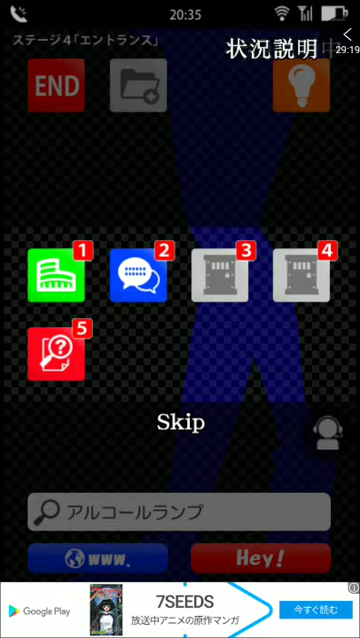 20:35
ステージ4「エントランス」
状況説明中
29:19
END
1
2
3
4
5
Skip
アルコールランプ
www.
Hey!
Google Play
7SEEDS
放送中アニメの原作マンガ
今すぐ読む